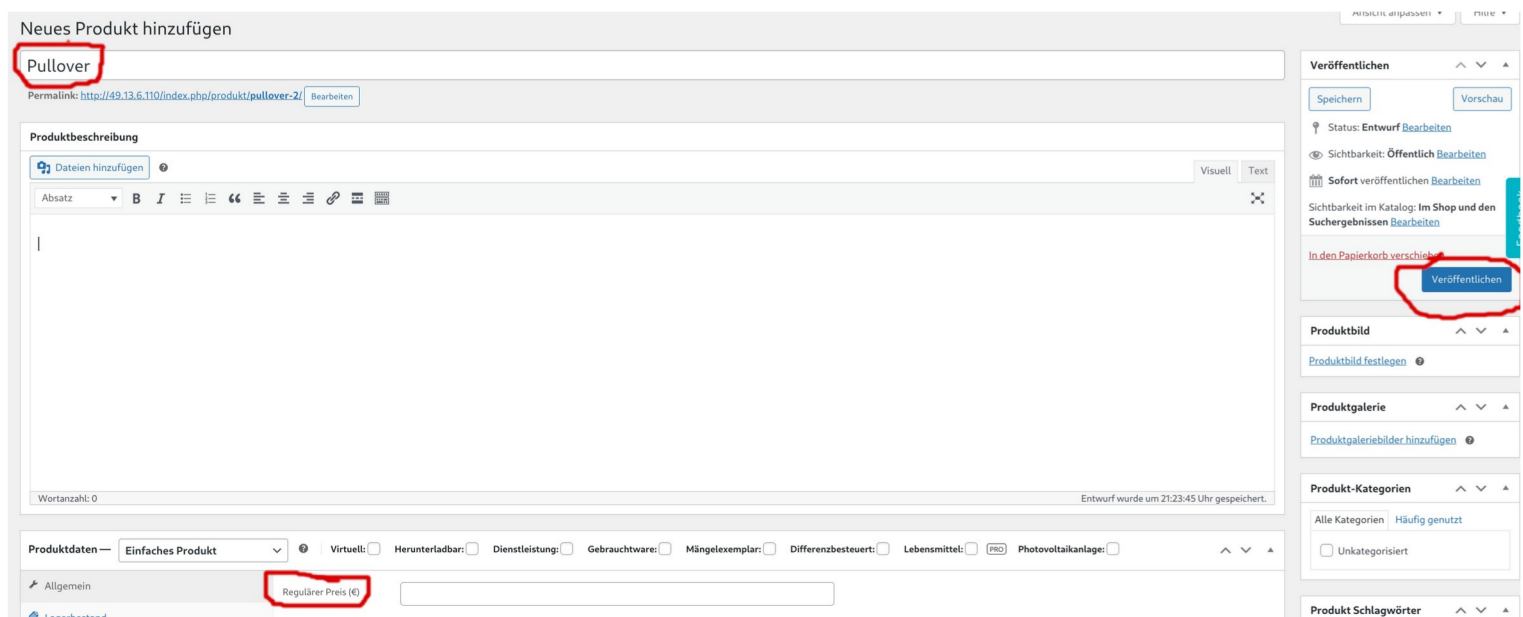 Ansicht anpassen Hilfe
Neues Produkt hinzufügen
Pullover
Permalink: http://49.13.6.110/index.php/produkt/pullover-2/ Bearbeiten
Produktbeschreibung
Dateien hinzufügen
Visuell Text
Absatz
Wortanzahl: 0
Entwurf wurde um 21:23:45 Uhr gespeichert.
Produktdaten — Einfaches Produkt Virtuell: Herunterladbar: Dienstleistung: Gebrauchtware: Mängelexemplar: Differenzbesteuert: Lebensmittel: PRO Photovoltaikanlage:
Allgemein
Regulärer Preis (€)
Lagerbestand
Veröffentlichen
Speichern Vorschau
Status: Entwurf Bearbeiten
Sichtbarkeit: Öffentlich Bearbeiten
Sofort veröffentlichen Bearbeiten
Sichtbarkeit im Katalog: Im Shop und den
Suchergebnissen Bearbeiten
In den Papierkorb verschieben
Veröffentlichen
Feedback
Produktbild
Produktbild festlegen
Produktgalerie
Produktgaleriebilder hinzufügen
Produkt-Kategorien
Alle Kategorien Häufig genutzt
Unkategorisiert
Produkt Schlagwörter